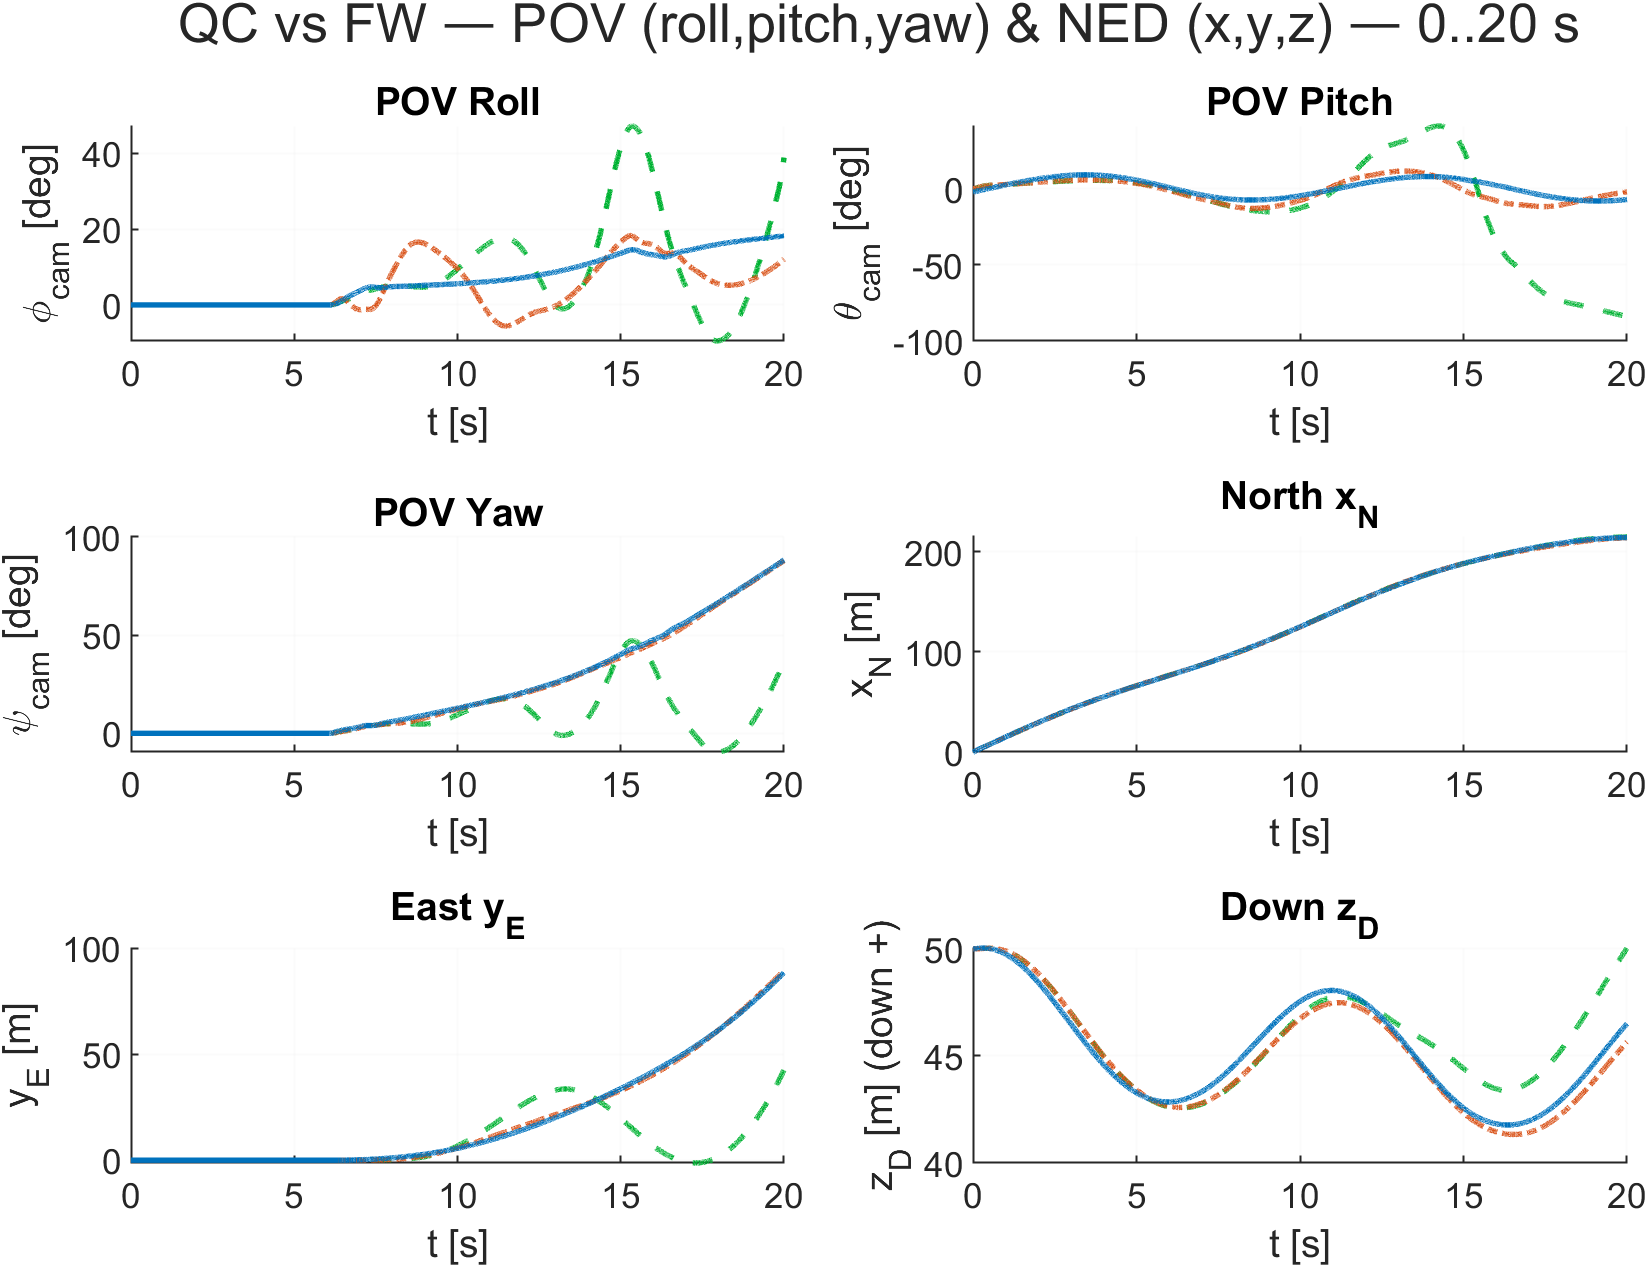 QC vs FW — POV (roll,pitch,yaw) & NED (x,y,z) — 0..20 s
POV Roll
ϕcam [deg]
40
20
0
0 5 10 15 20
t [s]
POV Pitch
θcam [deg]
0
-50
-100
0 5 10 15 20
t [s]
POV Yaw
ψcam [deg]
100
50
0
0 5 10 15 20
t [s]
North xN
xN [m]
200
100
0
0 5 10 15 20
t [s]
East yE
yE [m]
100
50
0
0 5 10 15 20
t [s]
Down zD
zD [m] (down +)
50
45
40
0 5 10 15 20
t [s]